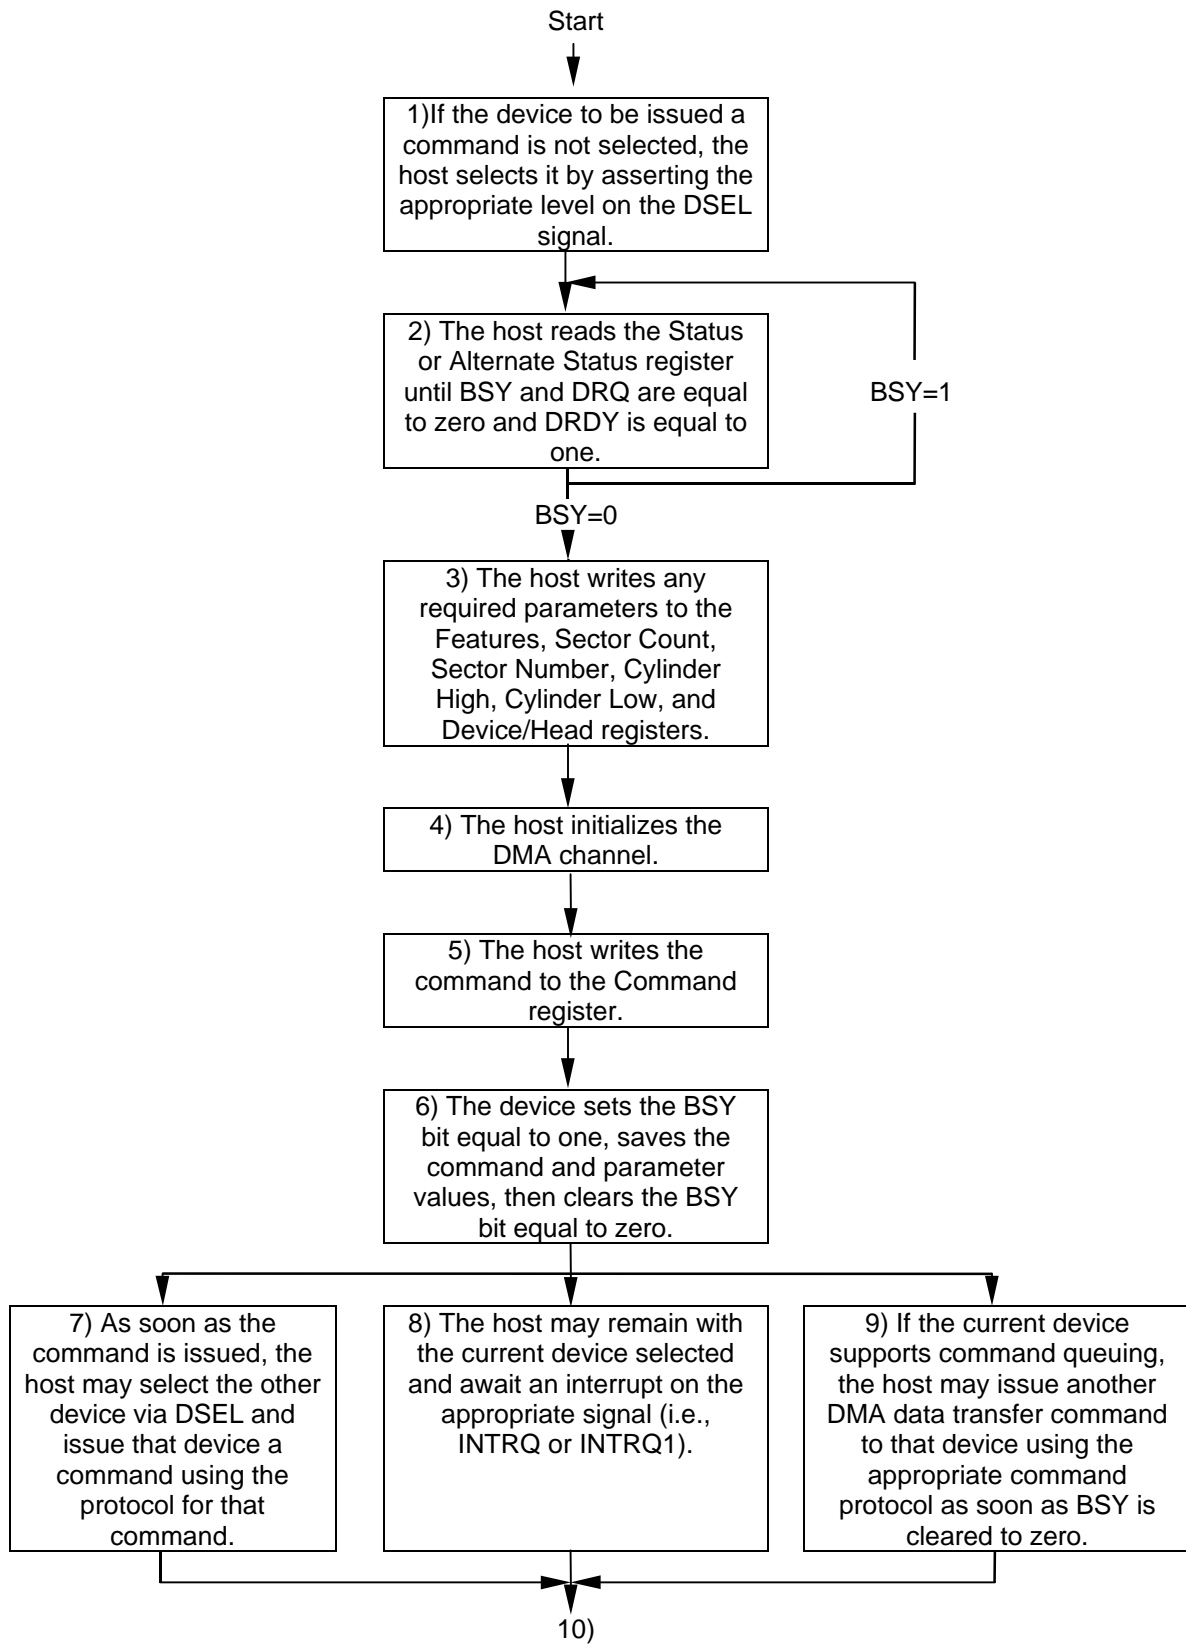 Start
1)If the device to be issued a
command is not selected, the
host selects it by asserting the
appropriate level on the DSEL
signal.
2) The host reads the Status
or Alternate Status register
until BSY and DRQ are equal
to zero and DRDY is equal to
one.
BSY=1
BSY=0
3) The host writes any
required parameters to the
Features, Sector Count,
Sector Number, Cylinder
High, Cylinder Low, and
Device/Head registers.
4) The host initializes the
DMA channel.
5) The host writes the
command to the Command
register.
6) The device sets the BSY
bit equal to one, saves the
command and parameter
values, then clears the BSY
bit equal to zero.
7) As soon as the
command is issued, the
host may select the other
device via DSEL and
issue that device a
command using the
protocol for that
command.
8) The host may remain with
the current device selected
and await an interrupt on the
appropriate signal (i.e.,
INTRQ or INTRQ1).
9) If the current device
supports command queuing,
the host may issue another
DMA data transfer command
to that device using the
appropriate command
protocol as soon as BSY is
cleared to zero.
10)